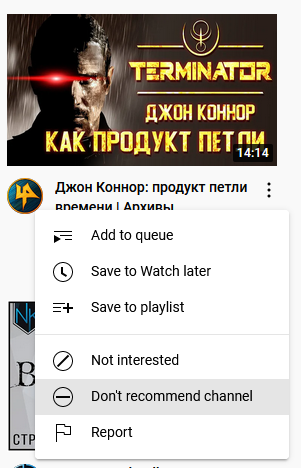 TERMINATOR
ДЖОН КОННОР
КАК ПРОДУКТ ПЕТЛИ
14:14
Джон Коннор: продукт петли
времени | Архивы
Add to queue
Save to Watch later
Save to playlist
Not interested
Don't recommend channel
Report
СТР